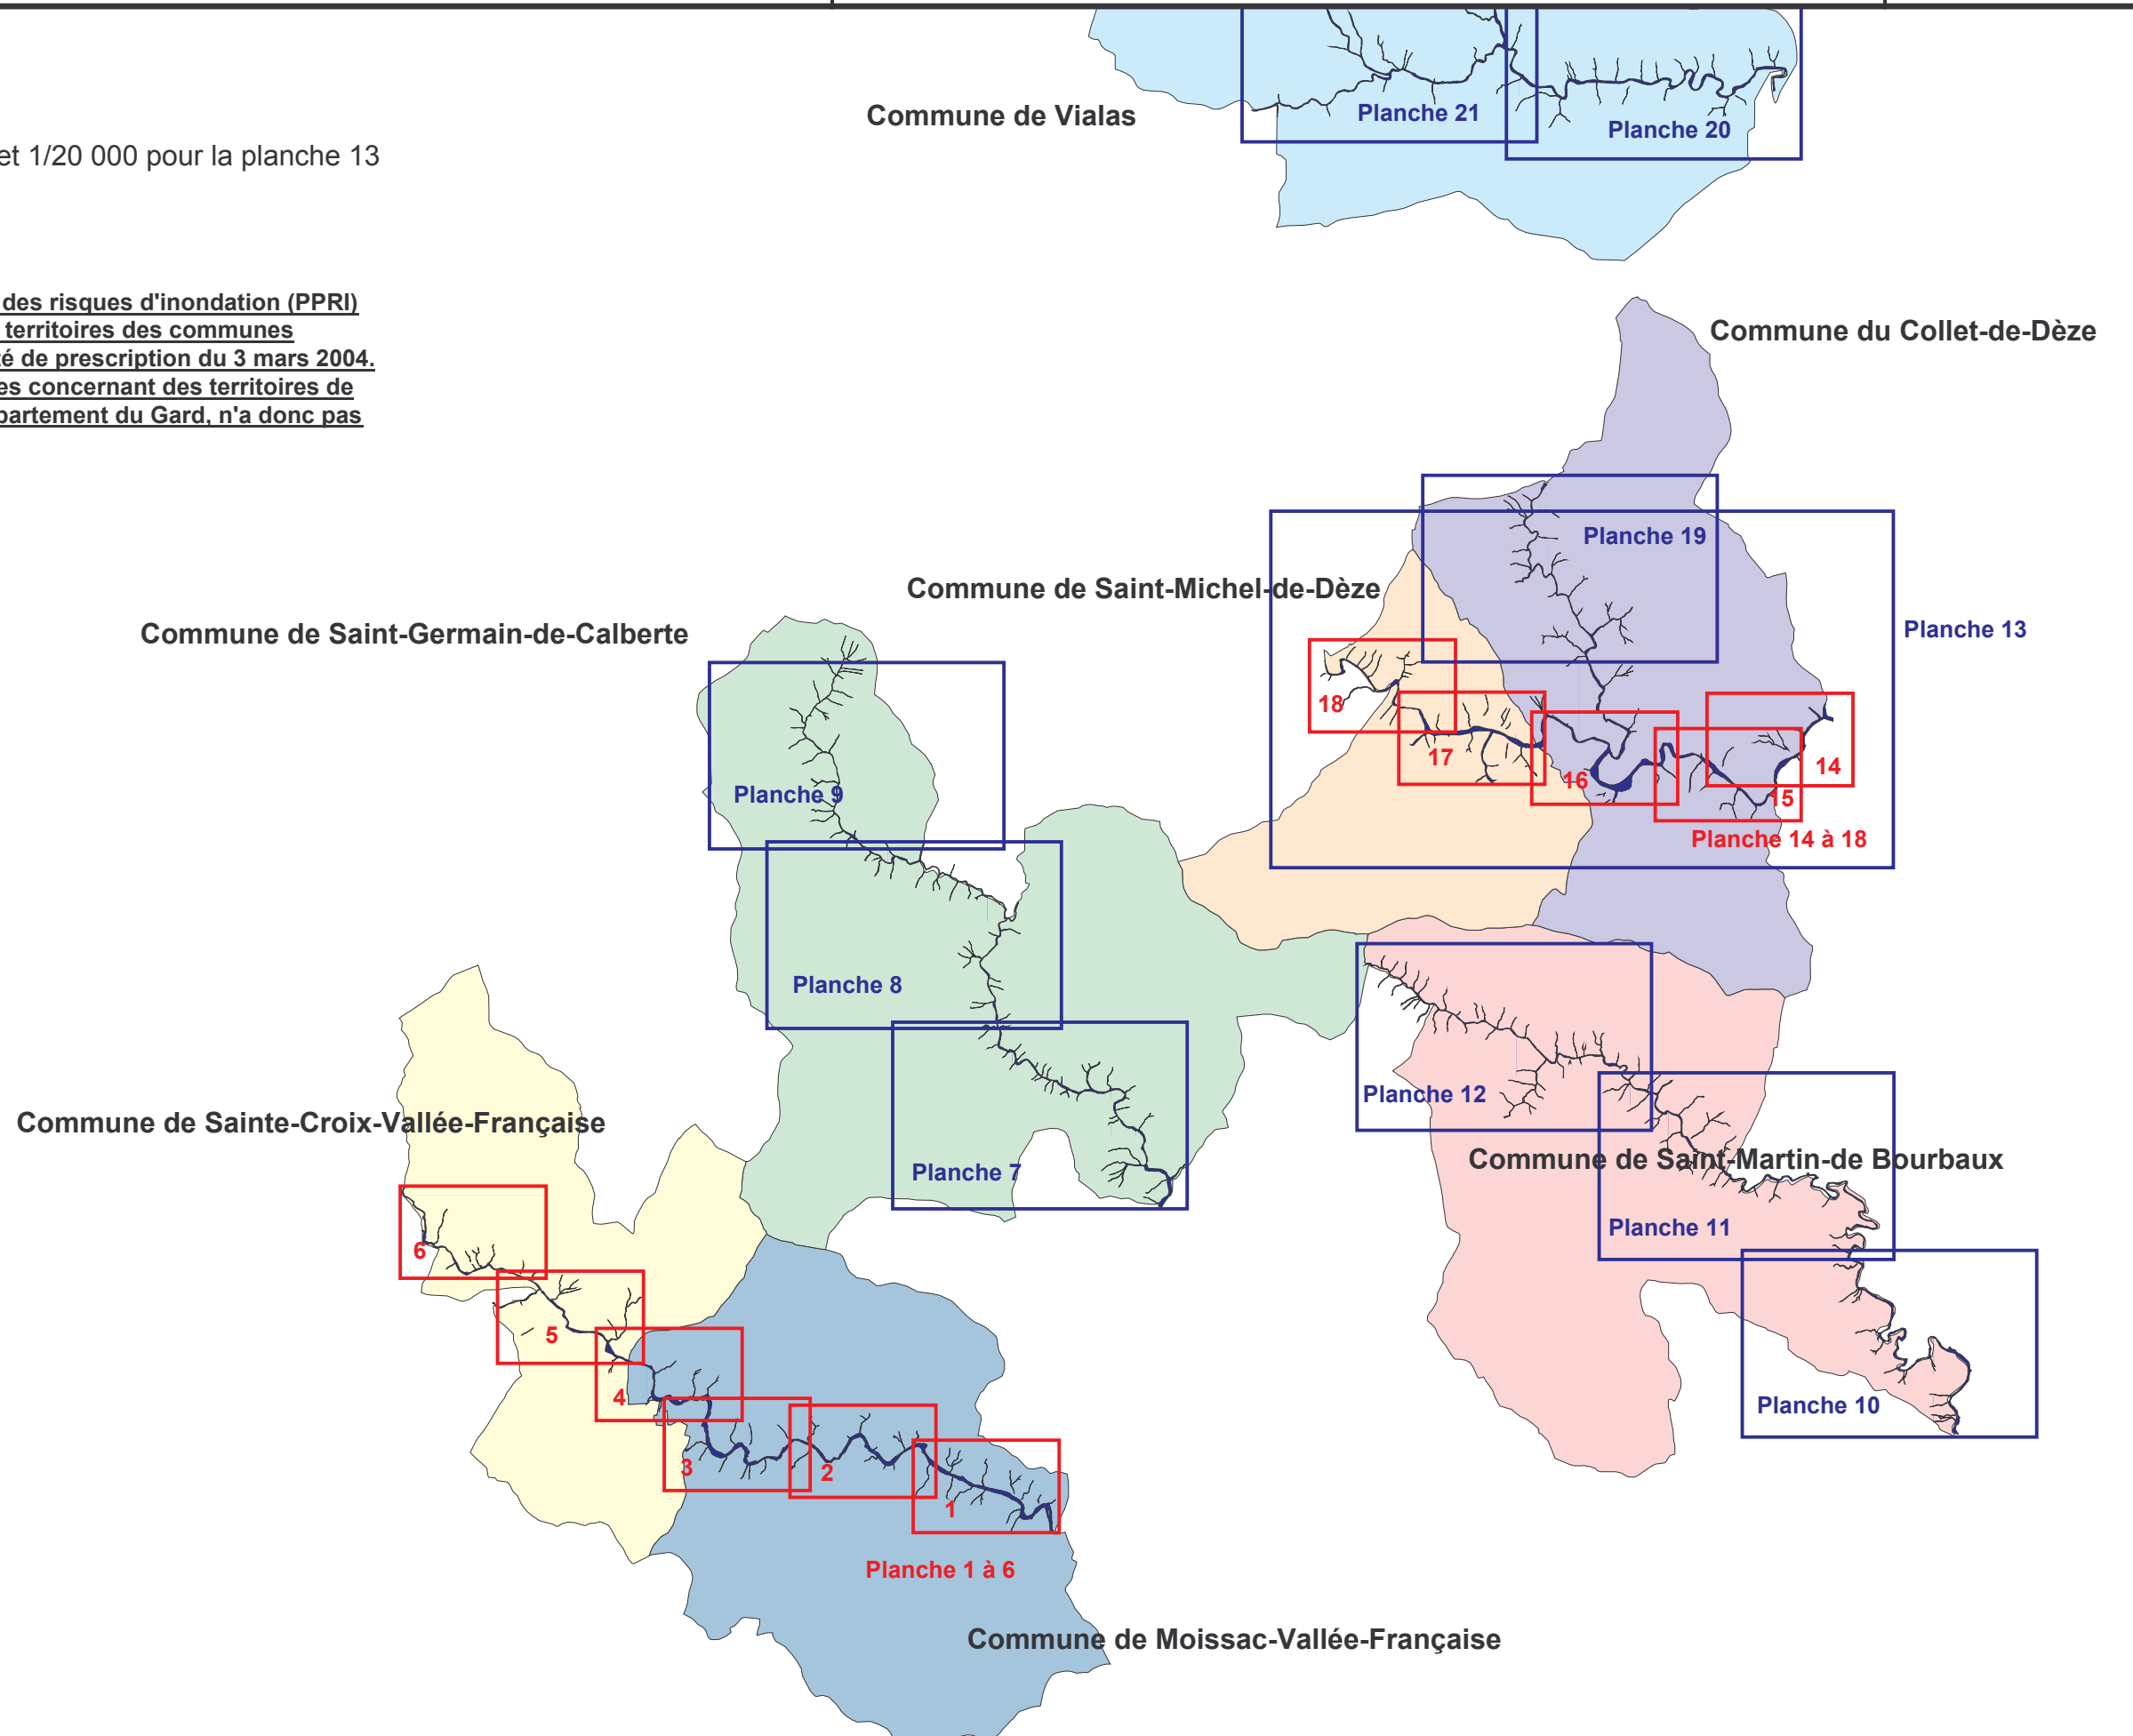 Commune de Vialas
Planche 21
Planche 20
et 1/20 000 pour la planche 13
des risques d'inondation (PPRI)
territoires des communes
té de prescription du 3 mars 2004.
es concernant des territoires de
partement du Gard, n'a donc pas
Commune du Collet-de-Dèze
Planche 19
Commune de Saint-Michel-de-Dèze
Planche 13
Commune de Saint-Germain-de-Calberte
18
17
16
14
15
Planche 14 à 18
Planche 9
Planche 8
Planche 12
Commune de Sainte-Croix-Vallée-Française
Planche 7
Commune de Saint-Martin-de Bourbaux
Planche 11
6
5
4
Planche 10
3
2
1
Planche 1 à 6
Commune de Moissac-Vallée-Française